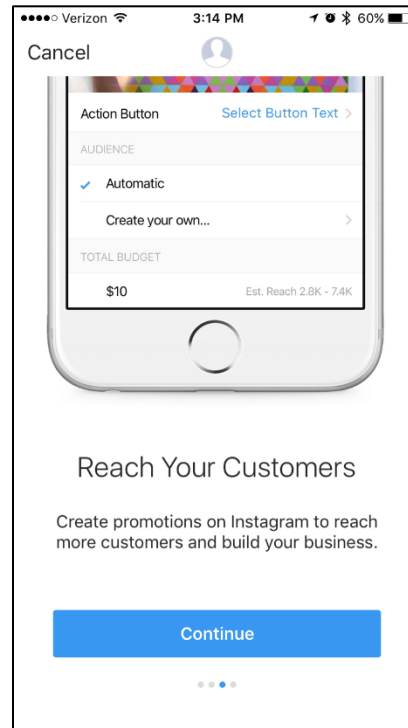 Verizon 3:14 PM 60%
Cancel
Action Button Select Button Text >
AUDIENCE
Automatic
Create your own... >
TOTAL BUDGET
$10 Est. Reach 2.8K - 7.4K
Reach Your Customers
Create promotions on Instagram to reach
more customers and build your business.
Continue